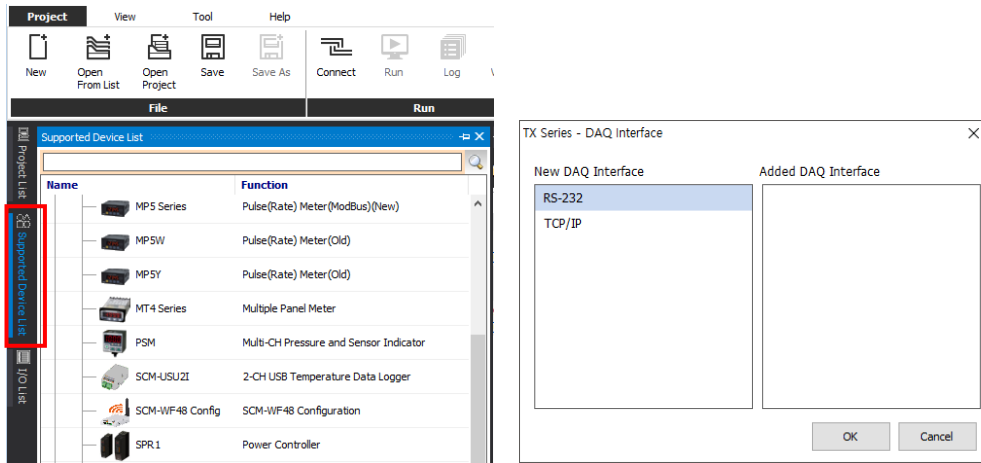 Project View Tool Help
New Open From List Open Project Save Save As Connect Run Log
File Run
Project List
Supported Device List
I/O List
Supported Device List
Name Function
MP5 Series Pulse(Rate) Meter(ModBus)(New)
MP5W Pulse(Rate) Meter(Old)
MP5Y Pulse(Rate) Meter(Old)
MT4 Series Multiple Panel Meter
PSM Multi-CH Pressure and Sensor Indicator
SCM-USU2I 2-CH USB Temperature Data Logger
SCM-WF48 Config SCM-WF48 Configuration
SPR1 Power Controller
TX Series - DAQ Interface
New DAQ Interface Added DAQ Interface
RS-232
TCP/IP
OK Cancel